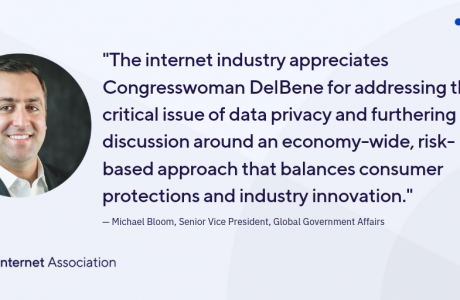 "The internet industry appreciates
Congresswoman DelBene for addressing th
critical issue of data privacy and furthering
discussion around an economy-wide, risk-
based approach that balances consumer
protections and industry innovation."
— Michael Bloom, Senior Vice President, Global Government Affairs
nternet Association